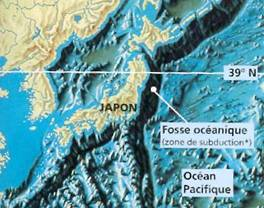 39° N
JAPON
Fosse océanique
(zone de subduction*)
Océan
Pacifique